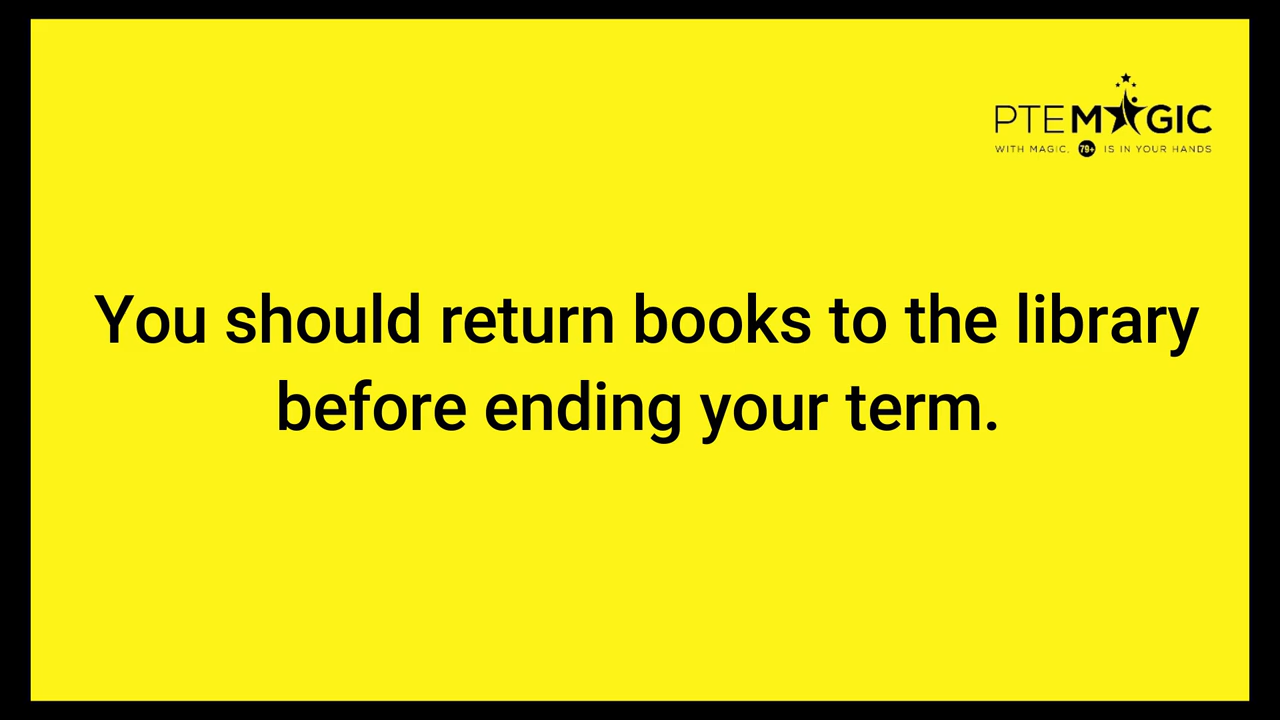 PTEMAGIC
WITH MAGIC, 79+ IS IN YOUR HANDS
You should return books to the library
before ending your term.